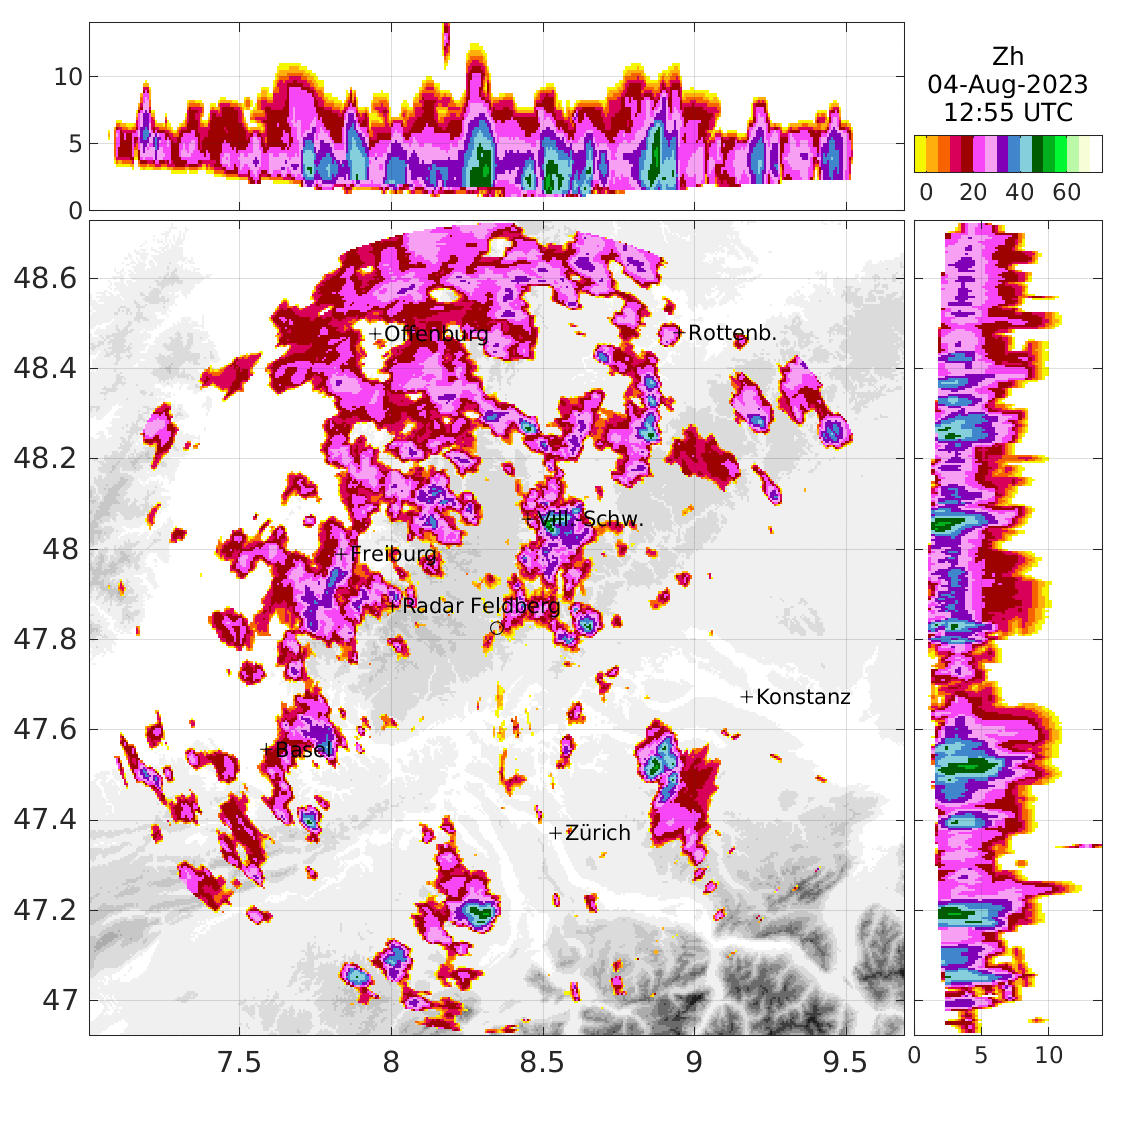 10
5
0
Zh
04-Aug-2023
12:55 UTC
0 20 40 60
48.6
48.4
48.2
48
47.8
47.6
47.4
47.2
47
+Offenburg
+Rottenb.
+Vill.-Schw.
+Freiburg
+Radar Feldberg
+Konstanz
+Basel
+Zürich
7.5 8 8.5 9 9.5
0 5 10